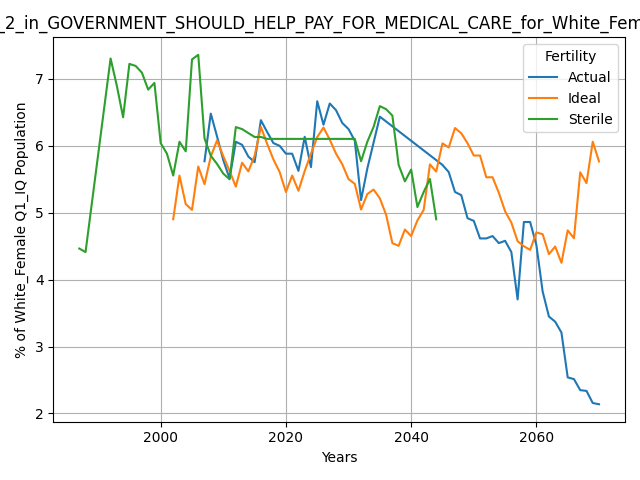 _2_in_GOVERNMENT_SHOULD_HELP_PAY_FOR_MEDICAL_CARE_for_White_Fem
Fertility
Actual
Ideal
Sterile
% of White_Female Q1_IQ Population
7
6
5
4
3
2
2000
2020
2040
2060
Years